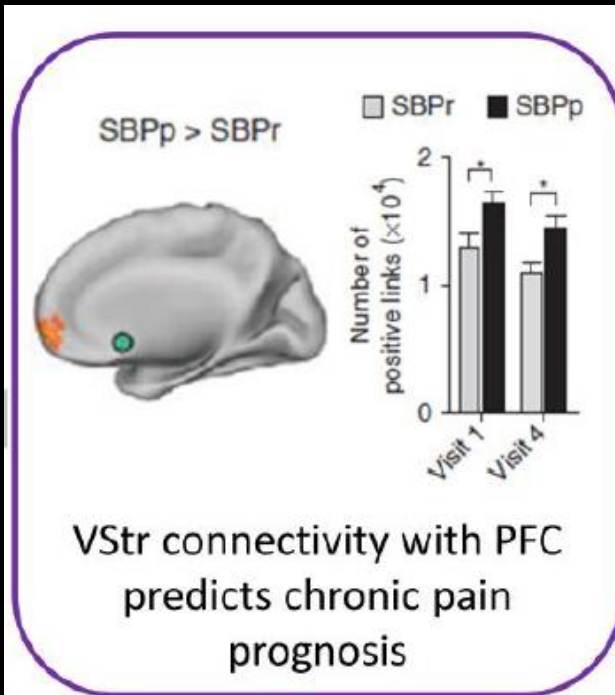 SBPp > SBPr
SBPr SBPp
*
*
Number of
positive links (×10⁴)
2
1
0
Visit 1
Visit 4
VStr connectivity with PFC
predicts chronic pain
prognosis